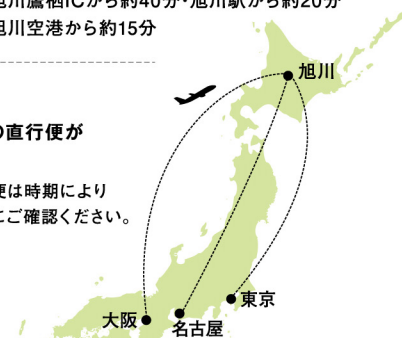 旭川鷹栖ICから約40分・旭川駅から約20分
旭川空港から約15分
の直行便が
便は時期により
にご確認ください。
旭川
東京
大阪
名古屋